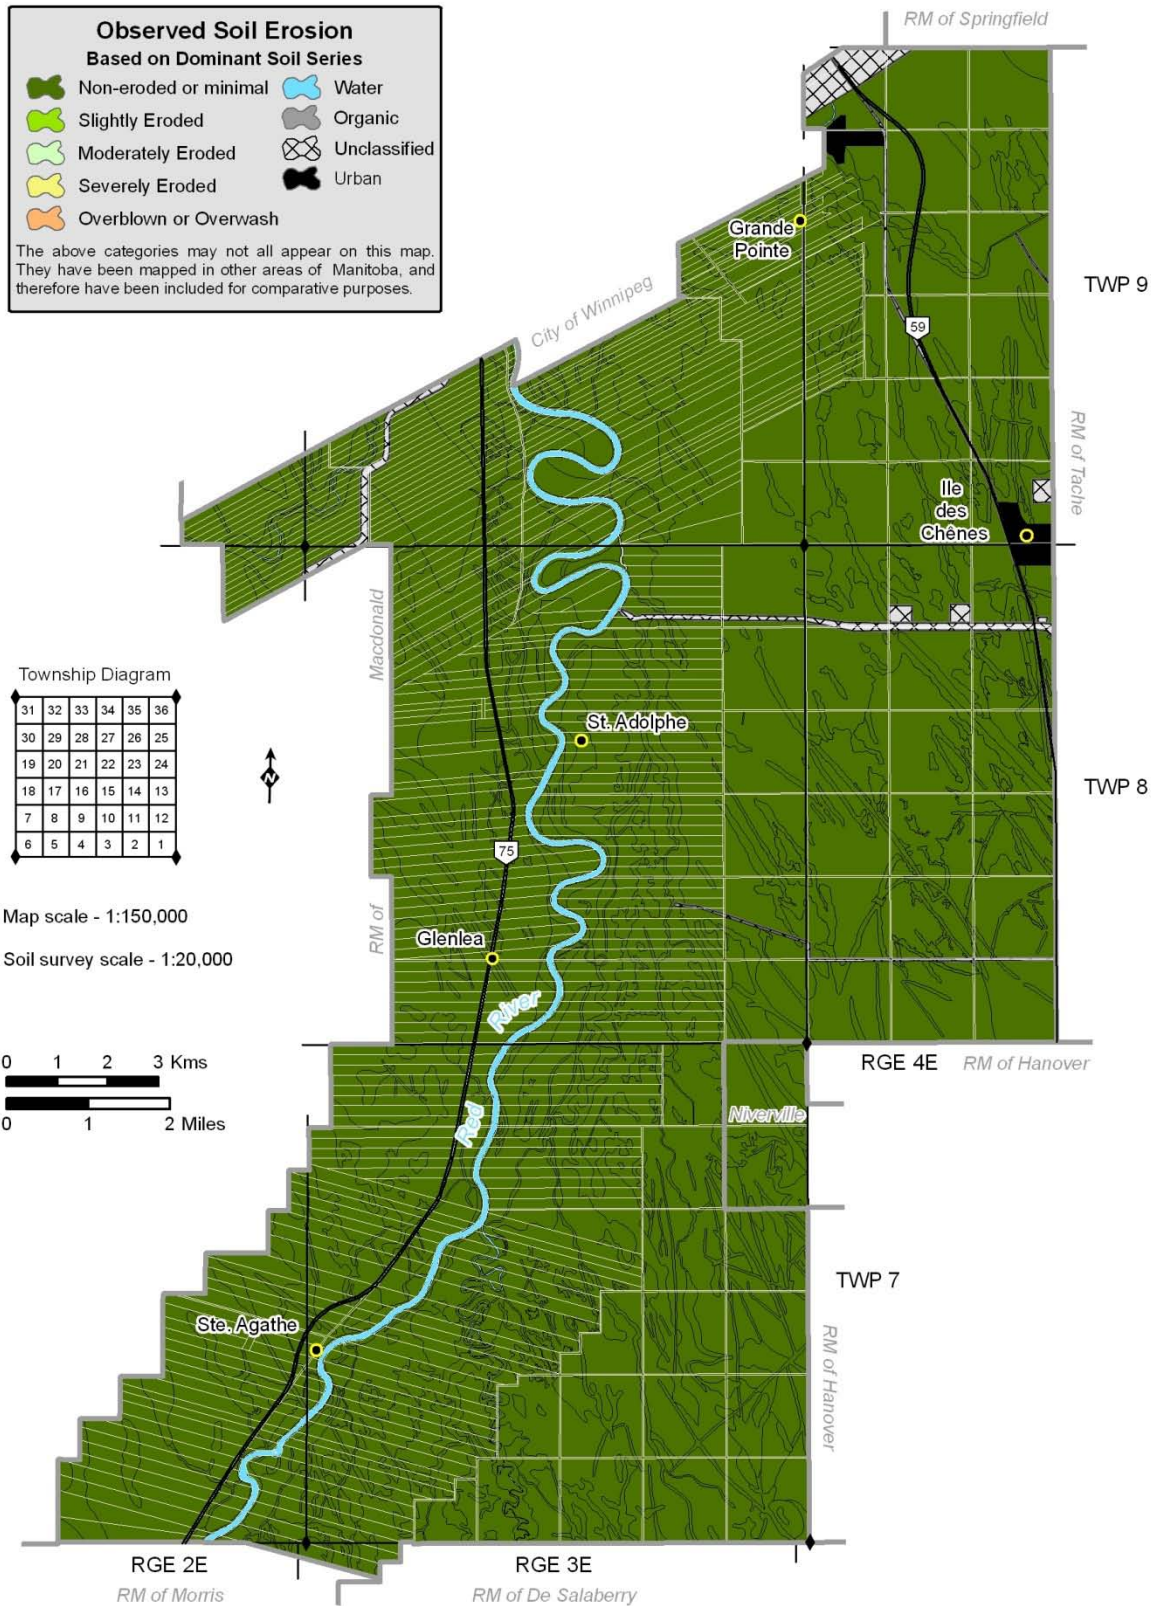 Observed Soil Erosion
Based on Dominant Soil Series
Non-eroded or minimal
Slightly Eroded
Moderately Eroded
Severely Eroded
Overblown or Overwash
Water
Organic
Unclassified
Urban
The above categories may not all appear on this map.
They have been mapped in other areas of Manitoba, and
therefore have been included for comparative purposes.
RM of Springfield
Grande
Pointe
TWP 9
City of Winnipeg
59
RM of Tache
Ile
des
Chênes
Macdonald
RM of
Township Diagram
31 32 33 34 35 36
30 29 28 27 26 25
19 20 21 22 23 24
18 17 16 15 14 13
7 8 9 10 11 12
6 5 4 3 2 1
N
St. Adolphe
TWP 8
75
Map scale - 1:150,000
Soil survey scale - 1:20,000
Glenlea
River
Red
0 1 2 3 Kms
0 1 2 Miles
RGE 4E
RM of Hanover
Niverville
TWP 7
Ste. Agathe
RM of Hanover
RGE 2E
RGE 3E
RM of Morris
RM of De Salaberry